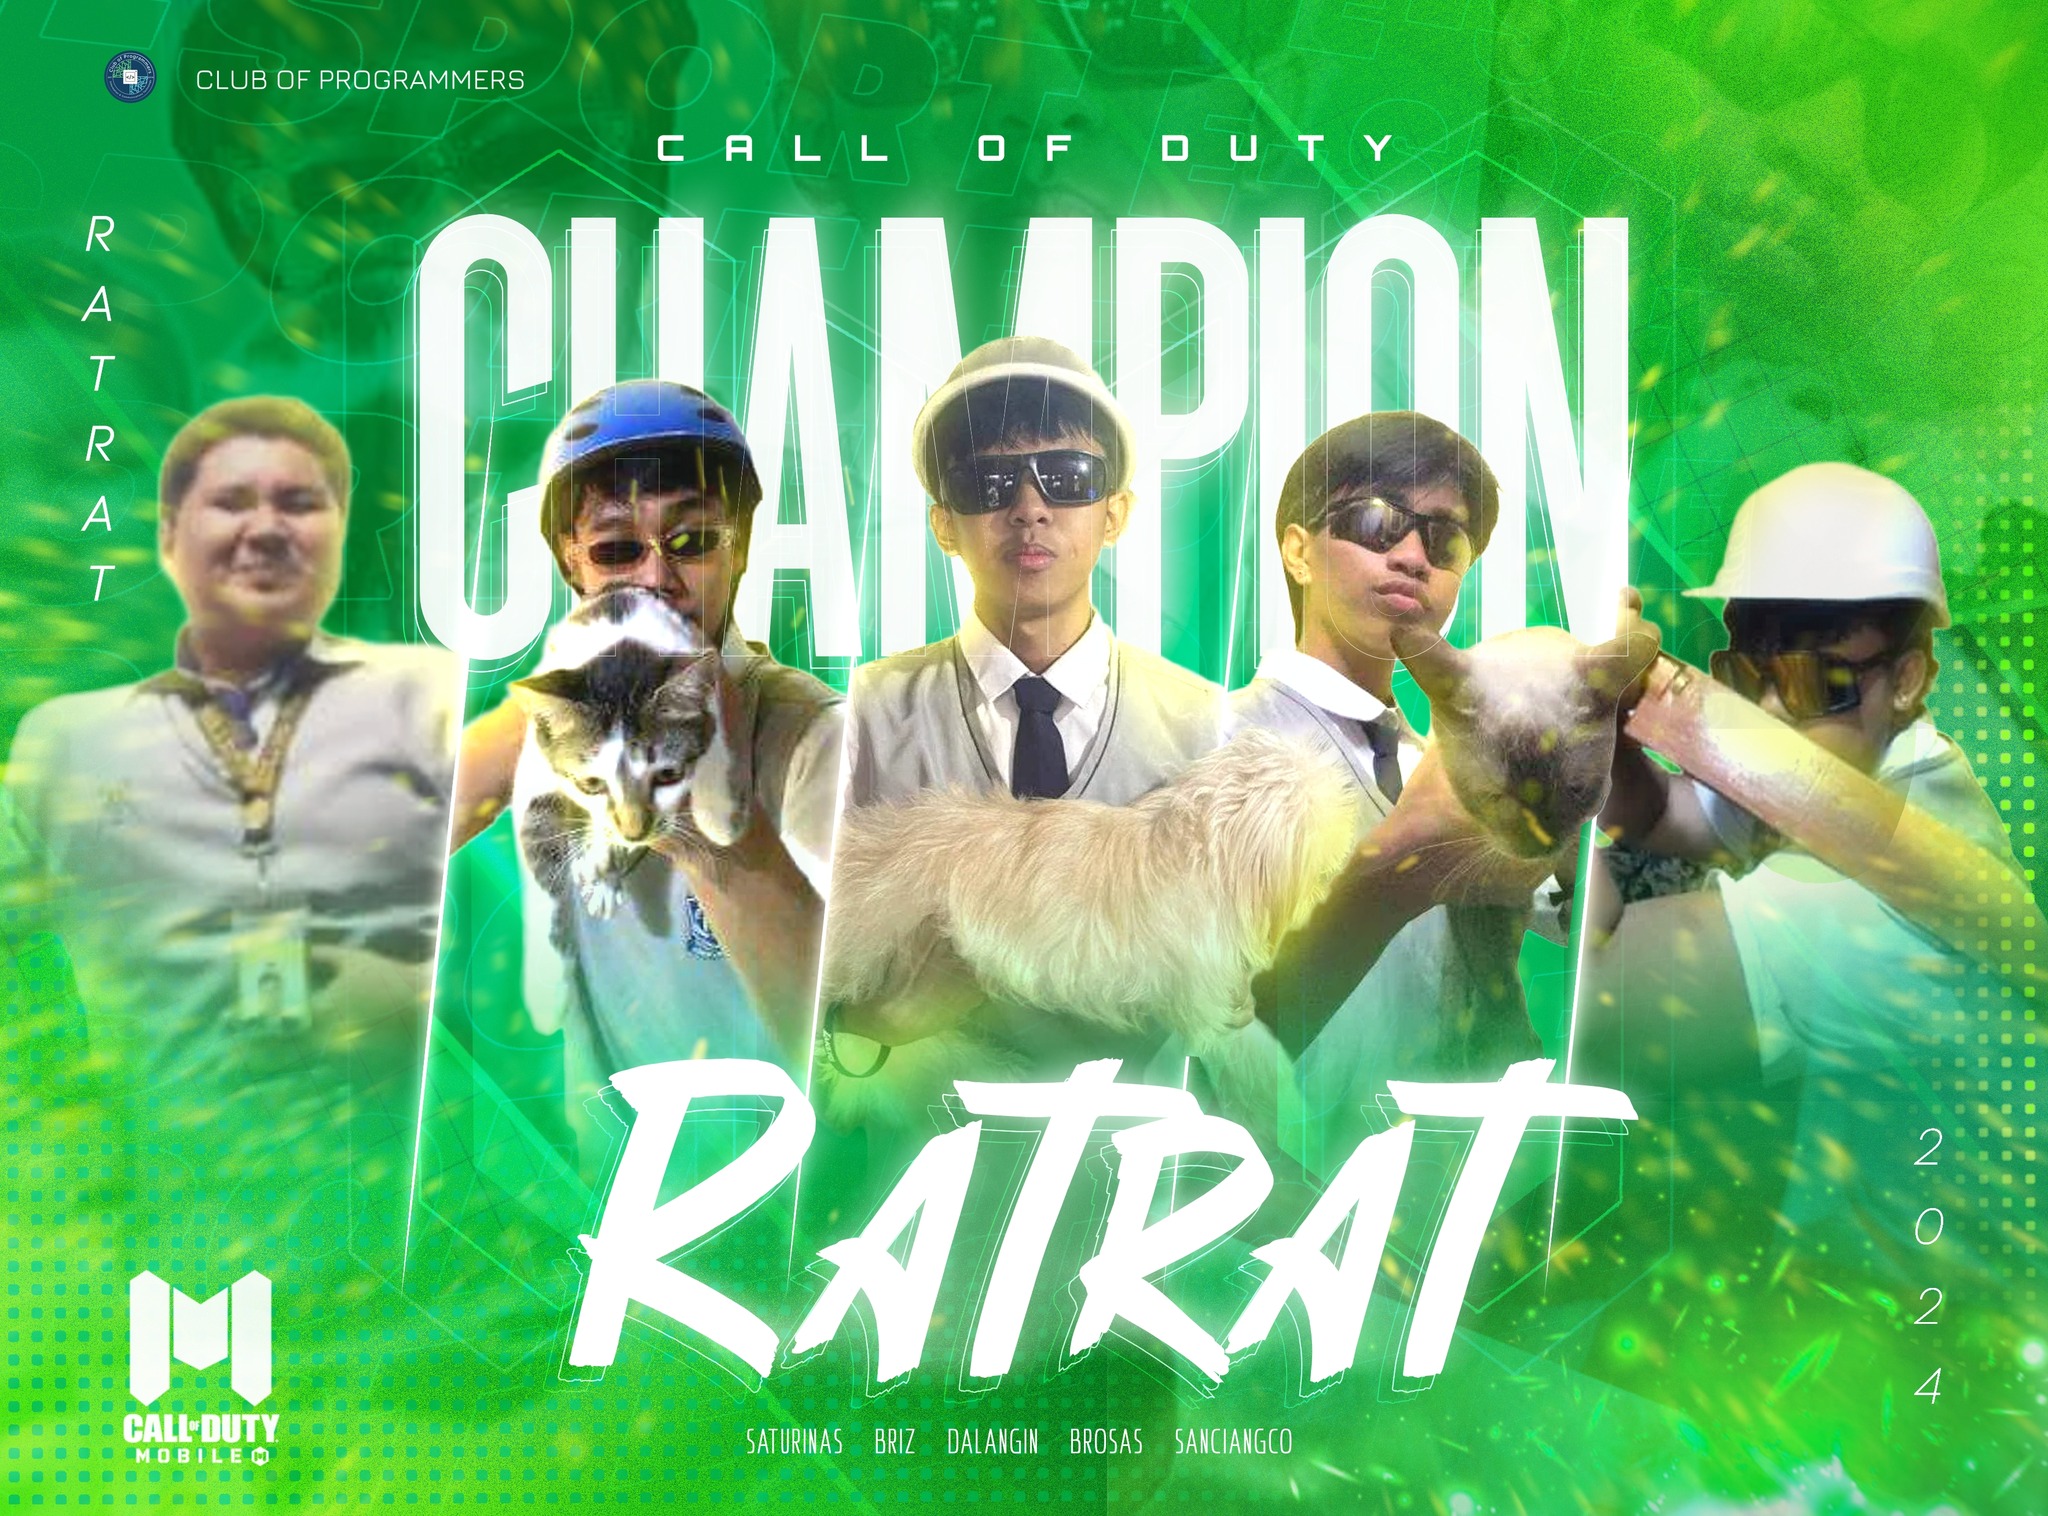 CLUB OF PROGRAMMERS
CALL OF DUTY
CHAMPION
RATRAT
RATRAT
2024
CALL OF DUTY
MOBILE
SATURINAS BRIZ DALANGIN BROSAS SANCIANGCO